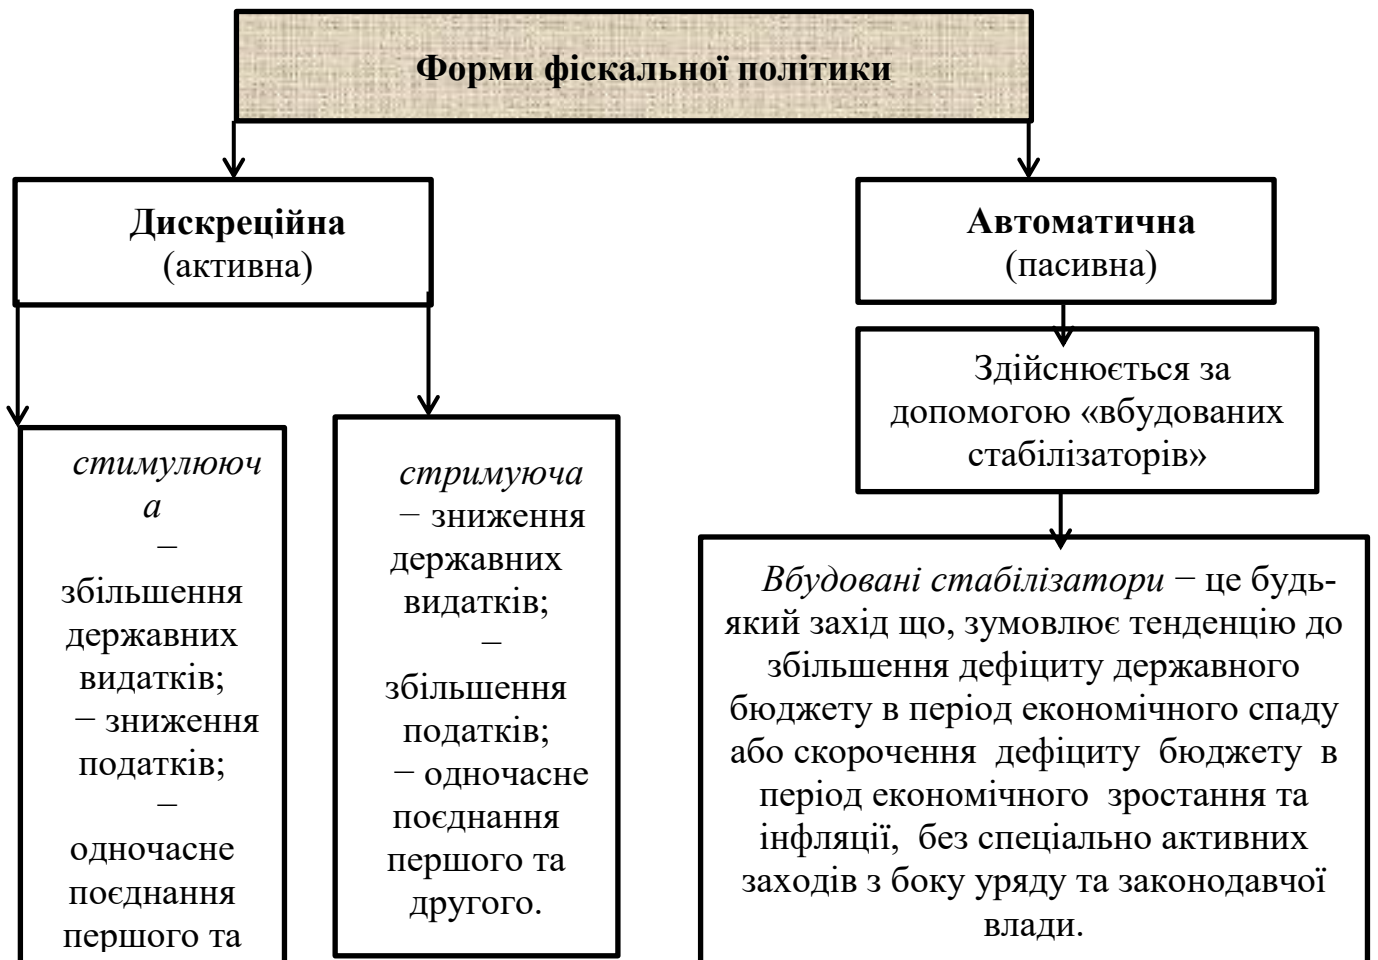 Форми фіскальної політики
Дискреційна
(активна)
Автоматична
(пасивна)
стимулююч
а
−
збільшення
державних
видатків;
− зниження
податків;
−
одночасне
поєднання
першого та
стримуюча
− зниження
державних
видатків;
−
збільшення
податків;
− одночасне
поєднання
першого та
другого.
Здійснюється за
допомогою «вбудованих
стабілізаторів»
Вбудовані стабілізатори − це будь-
який захід що, зумовлює тенденцію до
збільшення дефіциту державного
бюджету в період економічного спаду
або скорочення дефіциту бюджету в
період економічного зростання та
інфляції, без спеціально активних
заходів з боку уряду та законодавчої
влади.